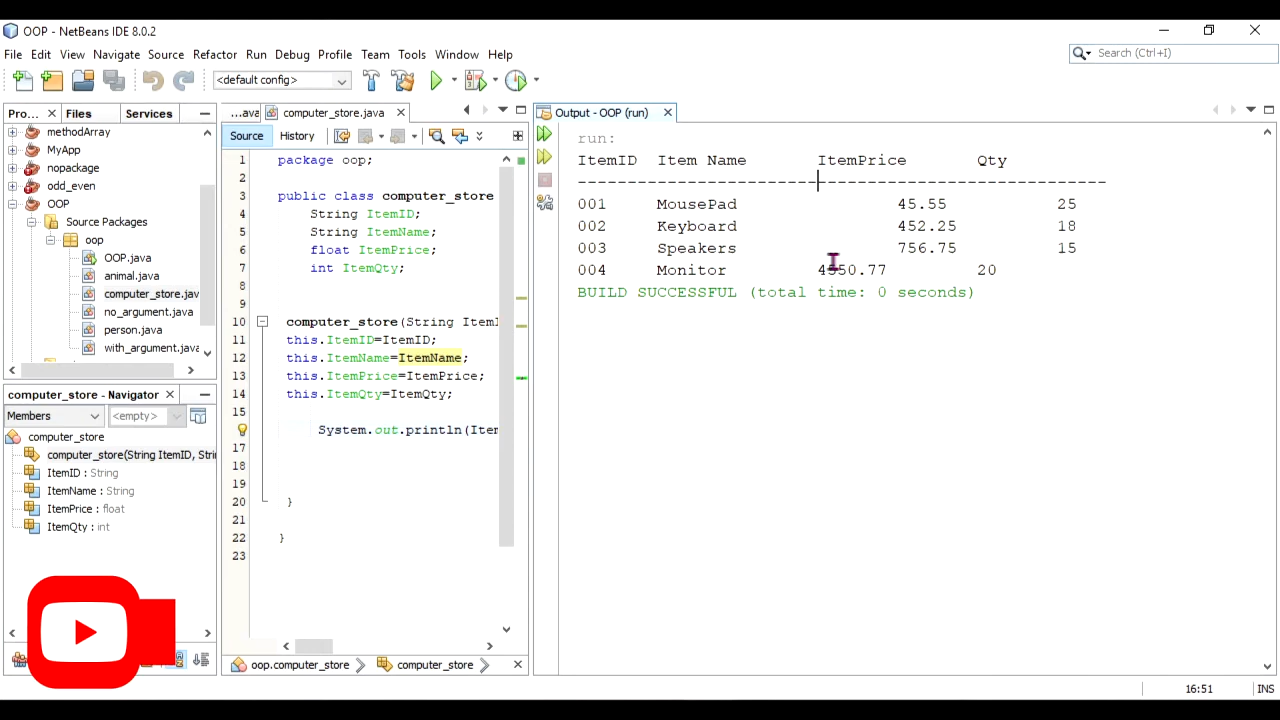 OOP - NetBeans IDE 8.0.2
File Edit View Navigate Source Refactor Run Debug Profile Team Tools Window Help
Search (Ctrl+I)
<default config>
Pro... Files Services
methodArray
MyApp
nopackage
odd_even
OOP
Source Packages
oop
OOP.java
animal.java
computer_store.jav
no_argument.java
person.java
with_argument.java
computer_store - Navigator
Members <empty>
computer_store
computer_store(String ItemID, Stri
ItemID : String
ItemName : String
ItemPrice : float
ItemQty : int
...ava computer_store.java
Source History
1 package oop;
2
3 public class computer_store
4 String ItemID;
5 String ItemName;
6 float ItemPrice;
7 int ItemQty;
8
9
10 computer_store(String ItemI
11 this.ItemID=ItemID;
12 this.ItemName=ItemName;
13 this.ItemPrice=ItemPrice;
14 this.ItemQty=ItemQty;
15
System.out.println(Item
17
18
19
20 }
21
22 }
23
oop.computer_store computer_store
Output - OOP (run)
run:
ItemID Item Name ItemPrice Qty
-----------------------------------------------------
001 MousePad 45.55 25
002 Keyboard 452.25 18
003 Speakers 756.75 15
004 Monitor 4550.77 20
BUILD SUCCESSFUL (total time: 0 seconds)
16:51 INS